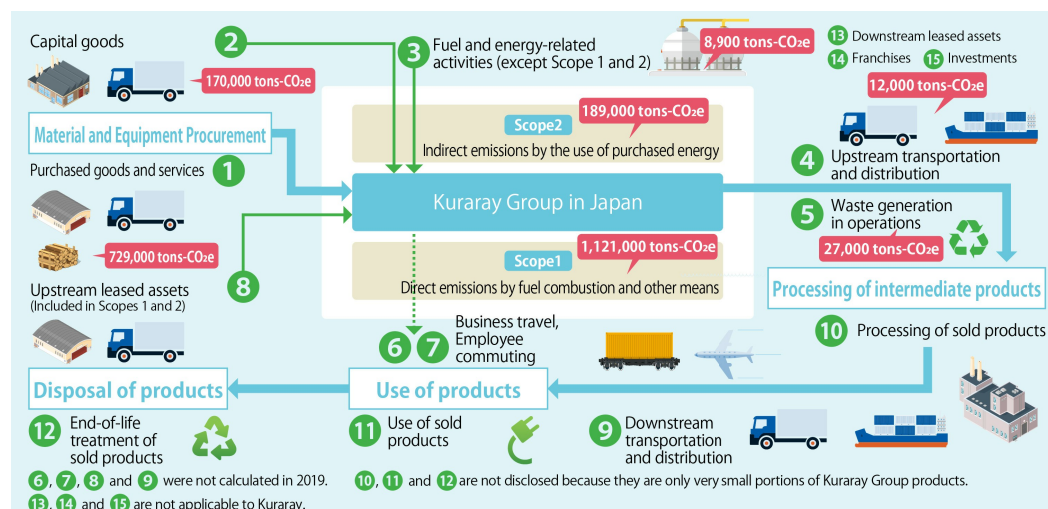 Capital goods
170,000 tons-CO₂e
2
3
Fuel and energy-related
activities (except Scope 1 and 2)
8,900 tons-CO₂e
13 Downstream leased assets
14 Franchises 15 Investments
12,000 tons-CO₂e
Material and Equipment Procurement
Scope2
189,000 tons-CO₂e
Indirect emissions by the use of purchased energy
4
Upstream transportation
and distribution
Purchased goods and services 1
729,000 tons-CO₂e
Kuraray Group in Japan
5
Waste generation
in operations
27,000 tons-CO₂e
Scope1
1,121,000 tons-CO₂e
Direct emissions by fuel combustion and other means
Upstream leased assets
(Included in Scopes 1 and 2)
8
Processing of intermediate products
6 7
Business travel,
Employee
commuting
10 Processing of sold products
Disposal of products
Use of products
12
End-of-life
treatment of
sold products
11
Use of sold
products
9
Downstream
transportation
and distribution
6, 7, 8 and 9 were not calculated in 2019.
10, 11 and 12 are not disclosed because they are only very small portions of Kuraray Group products.
13, 14 and 15 are not applicable to Kuraray.